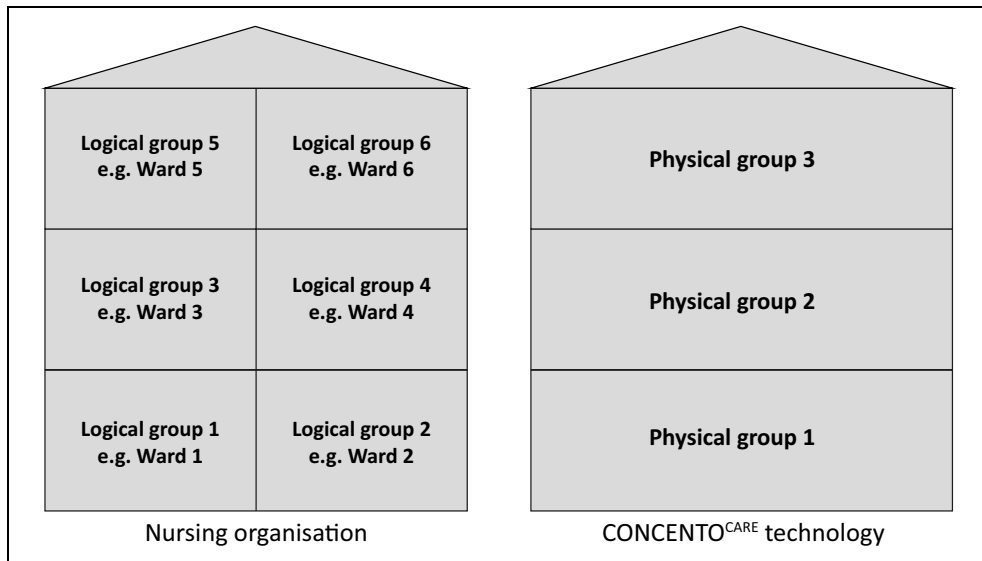 Logical group 5
e.g. Ward 5
Logical group 6
e.g. Ward 6
Logical group 3
e.g. Ward 3
Logical group 4
e.g. Ward 4
Logical group 1
e.g. Ward 1
Logical group 2
e.g. Ward 2
Nursing organisation
Physical group 3
Physical group 2
Physical group 1
CONCENTOCARE technology